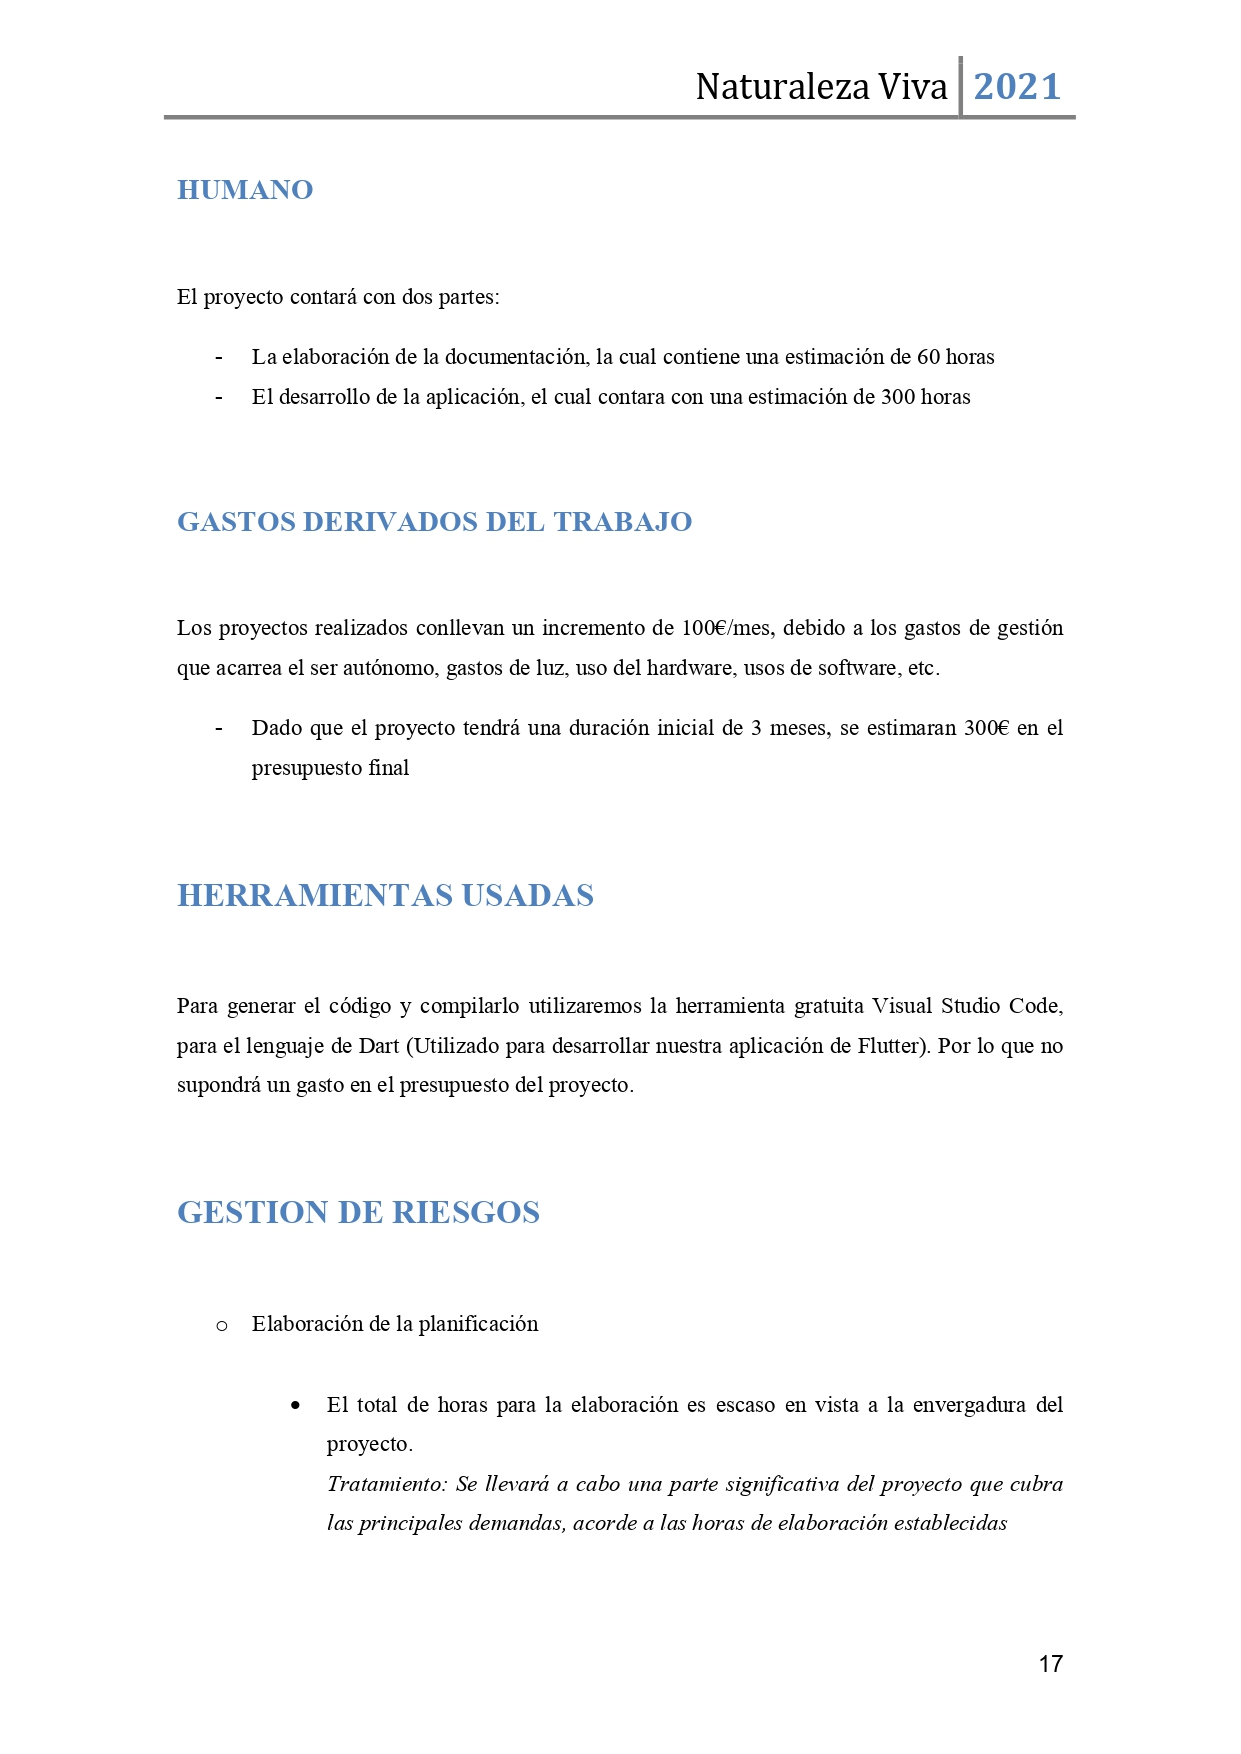 Naturaleza Viva 2021
HUMANO
El proyecto contará con dos partes:
- La elaboración de la documentación, la cual contiene una estimación de 60 horas
- El desarrollo de la aplicación, el cual contara con una estimación de 300 horas
GASTOS DERIVADOS DEL TRABAJO
Los proyectos realizados conllevan un incremento de 100€/mes, debido a los gastos de gestión
que acarrea el ser autónomo, gastos de luz, uso del hardware, usos de software, etc.
- Dado que el proyecto tendrá una duración inicial de 3 meses, se estimaran 300€ en el
presupuesto final
HERRAMIENTAS USADAS
Para generar el código y compilarlo utilizaremos la herramienta gratuita Visual Studio Code,
para el lenguaje de Dart (Utilizado para desarrollar nuestra aplicación de Flutter). Por lo que no
supondrá un gasto en el presupuesto del proyecto.
GESTION DE RIESGOS
o Elaboración de la planificación
• El total de horas para la elaboración es escaso en vista a la envergadura del
proyecto.
Tratamiento: Se llevará a cabo una parte significativa del proyecto que cubra
las principales demandas, acorde a las horas de elaboración establecidas
17